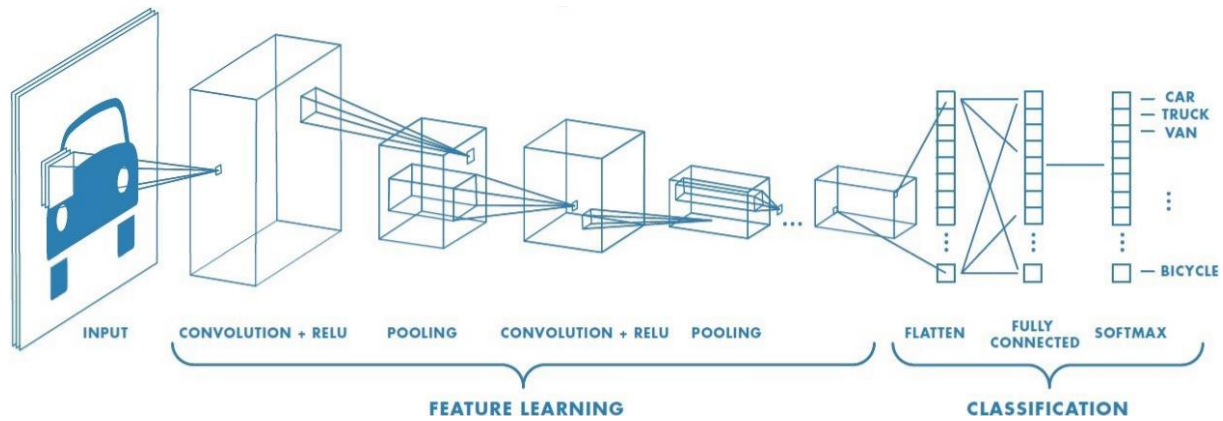 CAR
TRUCK
VAN
BICYCLE
INPUT
CONVOLUTION + RELU
POOLING
CONVOLUTION + RELU
POOLING
FLATTEN
FULLY
CONNECTED
SOFTMAX
FEATURE LEARNING
CLASSIFICATION